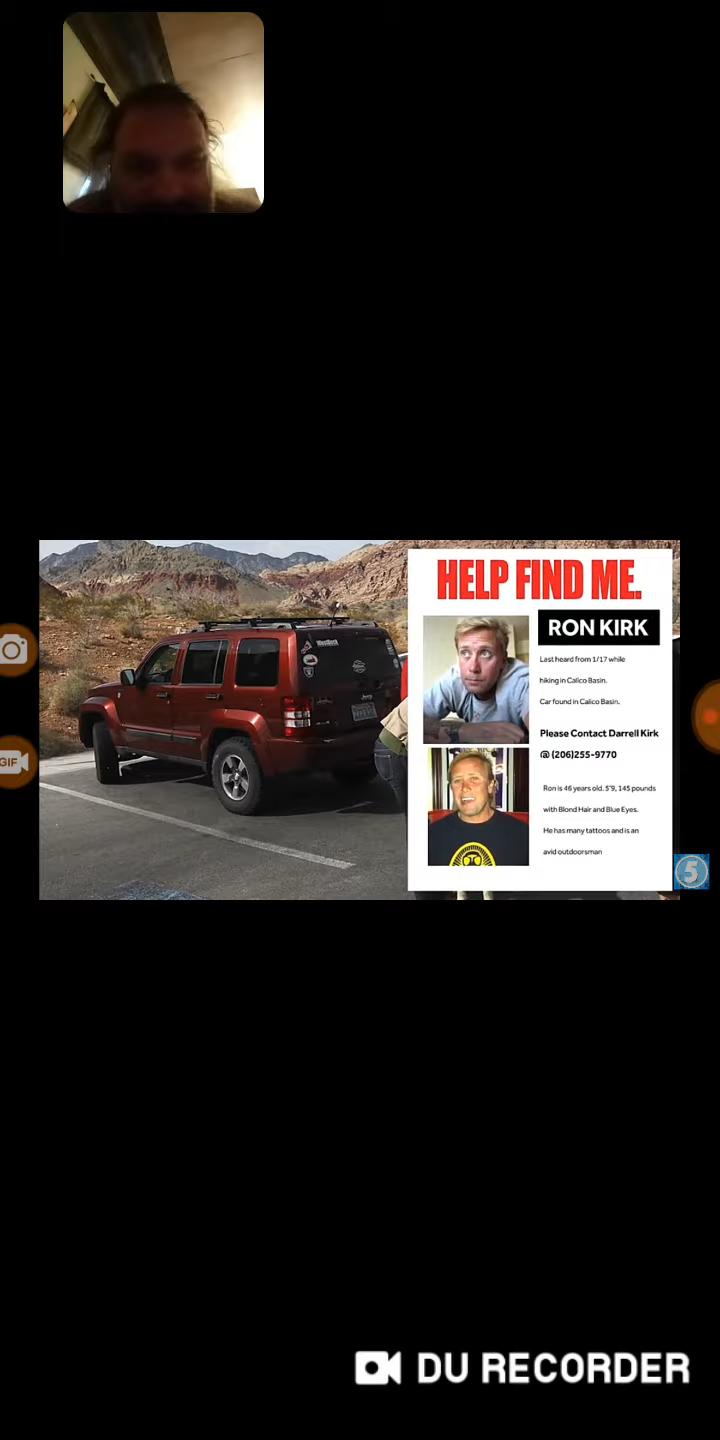 HELP FIND ME.
RON KIRK
Last heard from 1/17 while
hiking in Calico Basin.
Car found in Calico Basin.
Please Contact Darrell Kirk
@ (206)255-9770
Ron is 46 years old. 5'9, 145 pounds
with Blond Hair and Blue Eyes.
He has many tattoos and is an
avid outdoorsman
GIF
5
Jeep
DU RECORDER